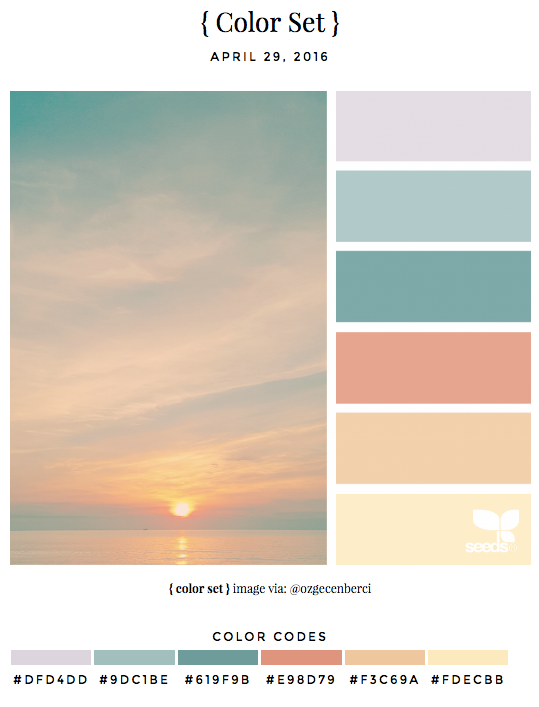 { Color Set }
APRIL 29, 2016
seeds
{ color set } image via: @ozgecenberci
COLOR CODES
#DFD4DD #9DC1BE #619F9B #E98D79 #F3C69A #FDECBB